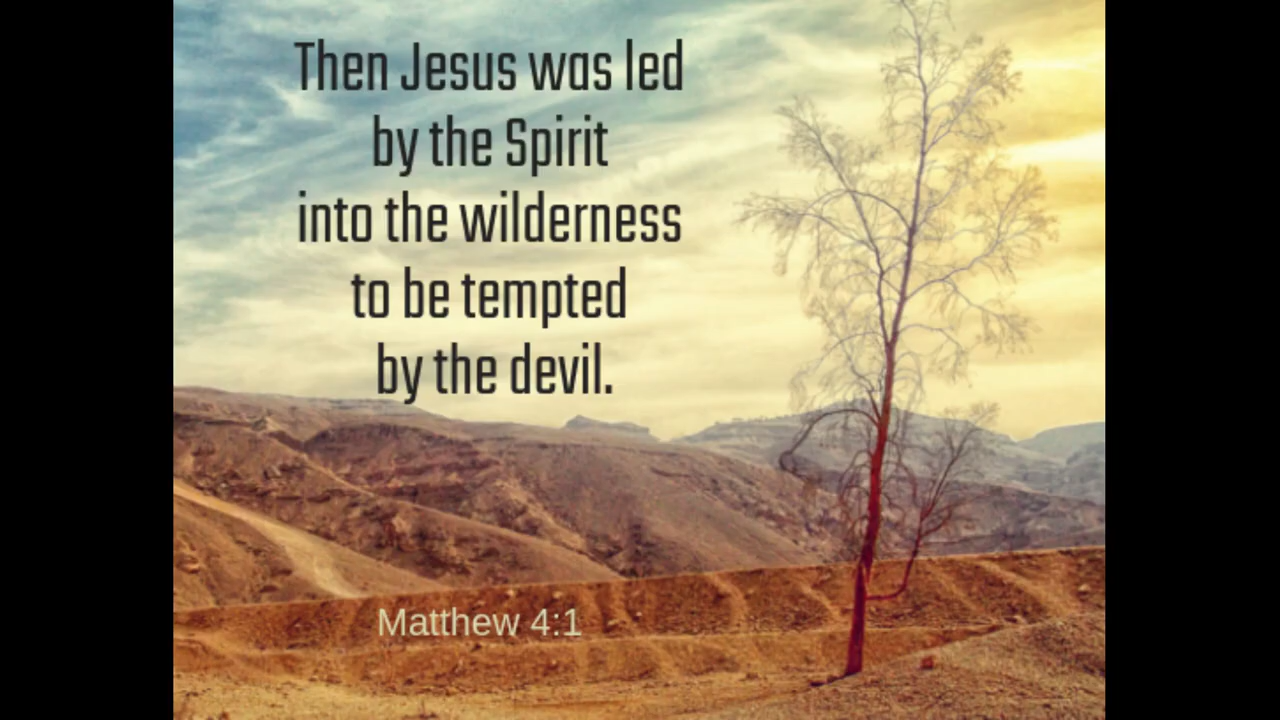 Then Jesus was led
by the Spirit
into the wilderness
to be tempted
by the devil.
Matthew 4:1